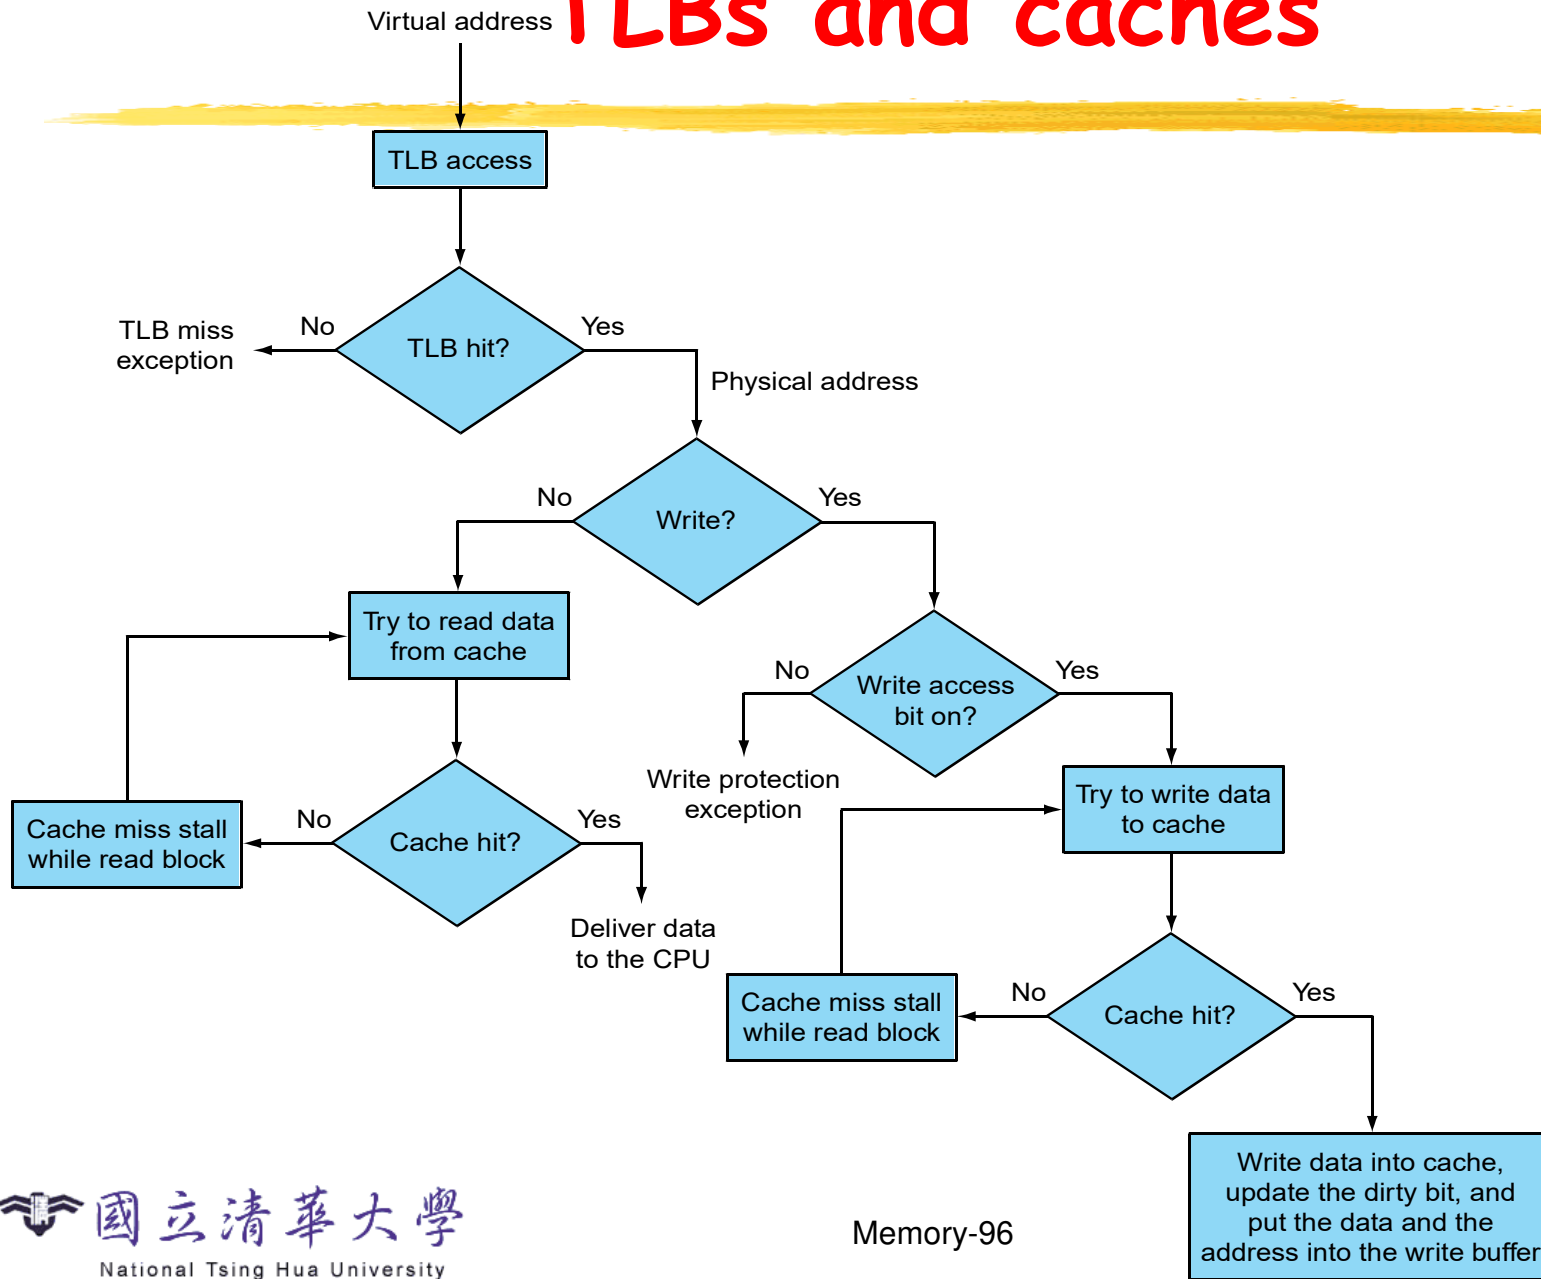 TLBs and caches
Virtual address
TLB access
TLB hit?
No
Yes
TLB miss
exception
Physical address
Write?
No
Yes
Try to read data
from cache
Write access
bit on?
No
Yes
Write protection
exception
Try to write data
to cache
Cache hit?
No
Yes
Cache miss stall
while read block
Deliver data
to the CPU
Cache hit?
No
Yes
Cache miss stall
while read block
Write data into cache,
update the dirty bit, and
put the data and the
address into the write buffer
國立清華大學
National Tsing Hua University
Memory-96